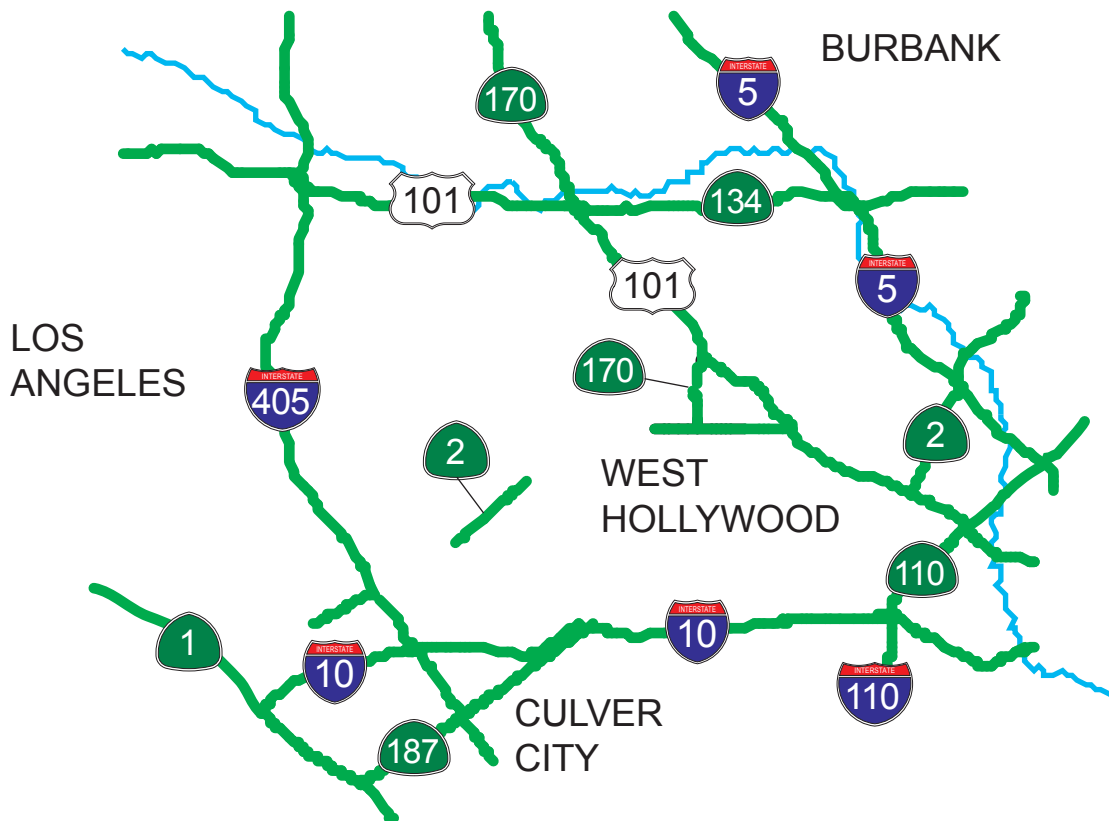 BURBANK
INTERSTATE
5
170
101
134
101
INTERSTATE
5
LOS
ANGELES
170
INTERSTATE
405
2
2
WEST
HOLLYWOOD
110
1
INTERSTATE
10
INTERSTATE
10
INTERSTATE
110
CULVER
CITY
187